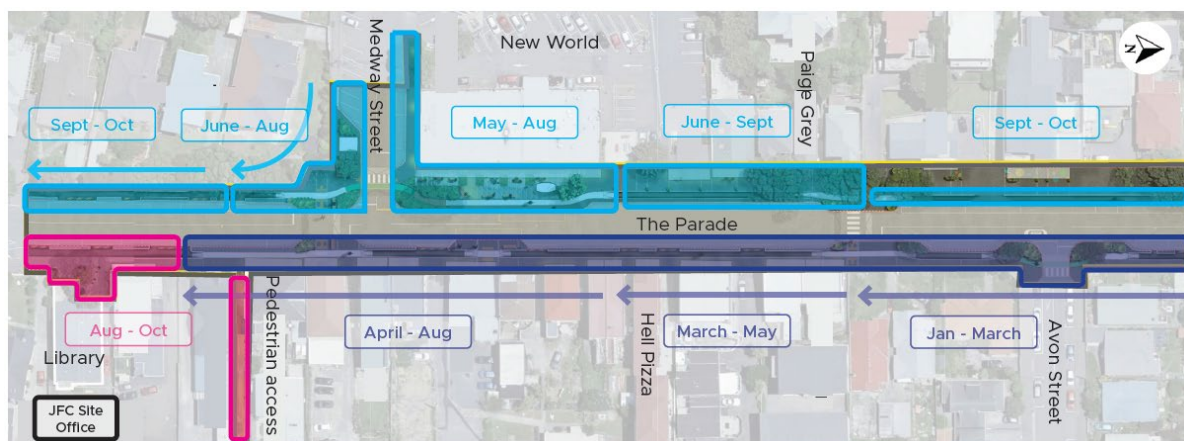 New World
Medway Street
Paige Grey
N
Sept - Oct
June - Aug
May - Aug
June - Sept
Sept - Oct
The Parade
Aug - Oct
Pedestrian access
April - Aug
Hell Pizza
March - May
Jan - March
Avon Street
Library
JFC Site
Office